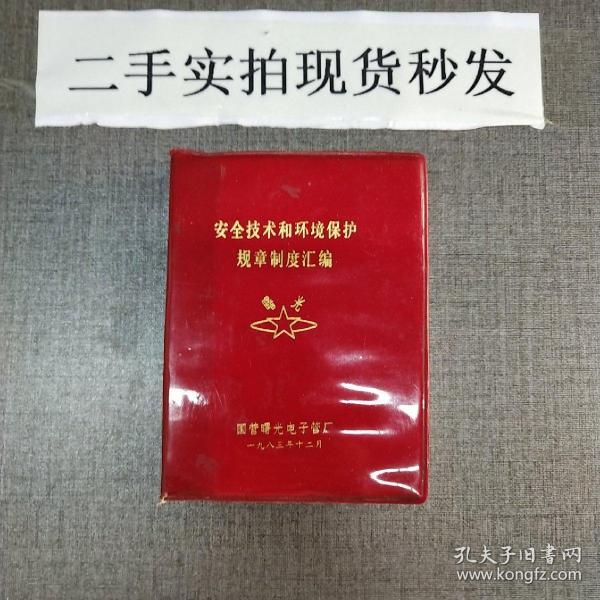 二手实拍现货秒发
安全技术和环境保护
规章制度汇编
曙光
国营曙光电子管厂
一九八三年十二月
孔夫子旧书网
www.kongfz.com